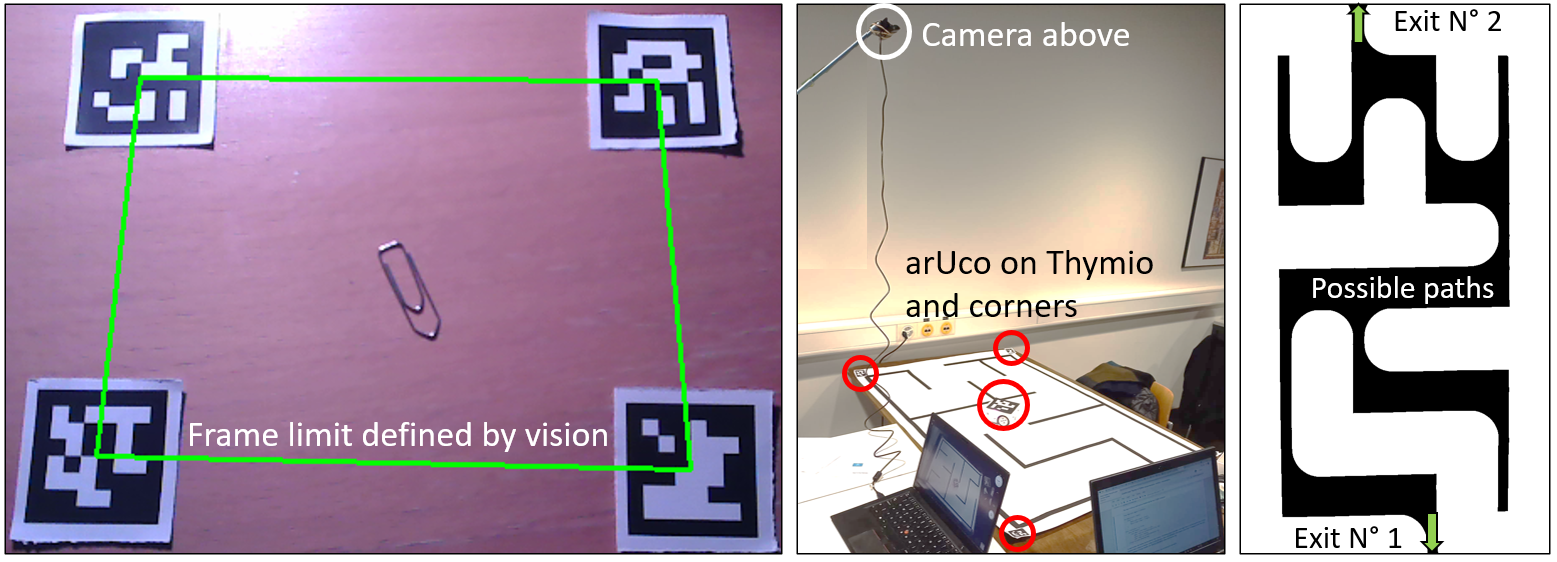 Frame limit defined by vision
Camera above
arUco on Thymio
and corners
Exit N° 2
Possible paths
Exit N° 1